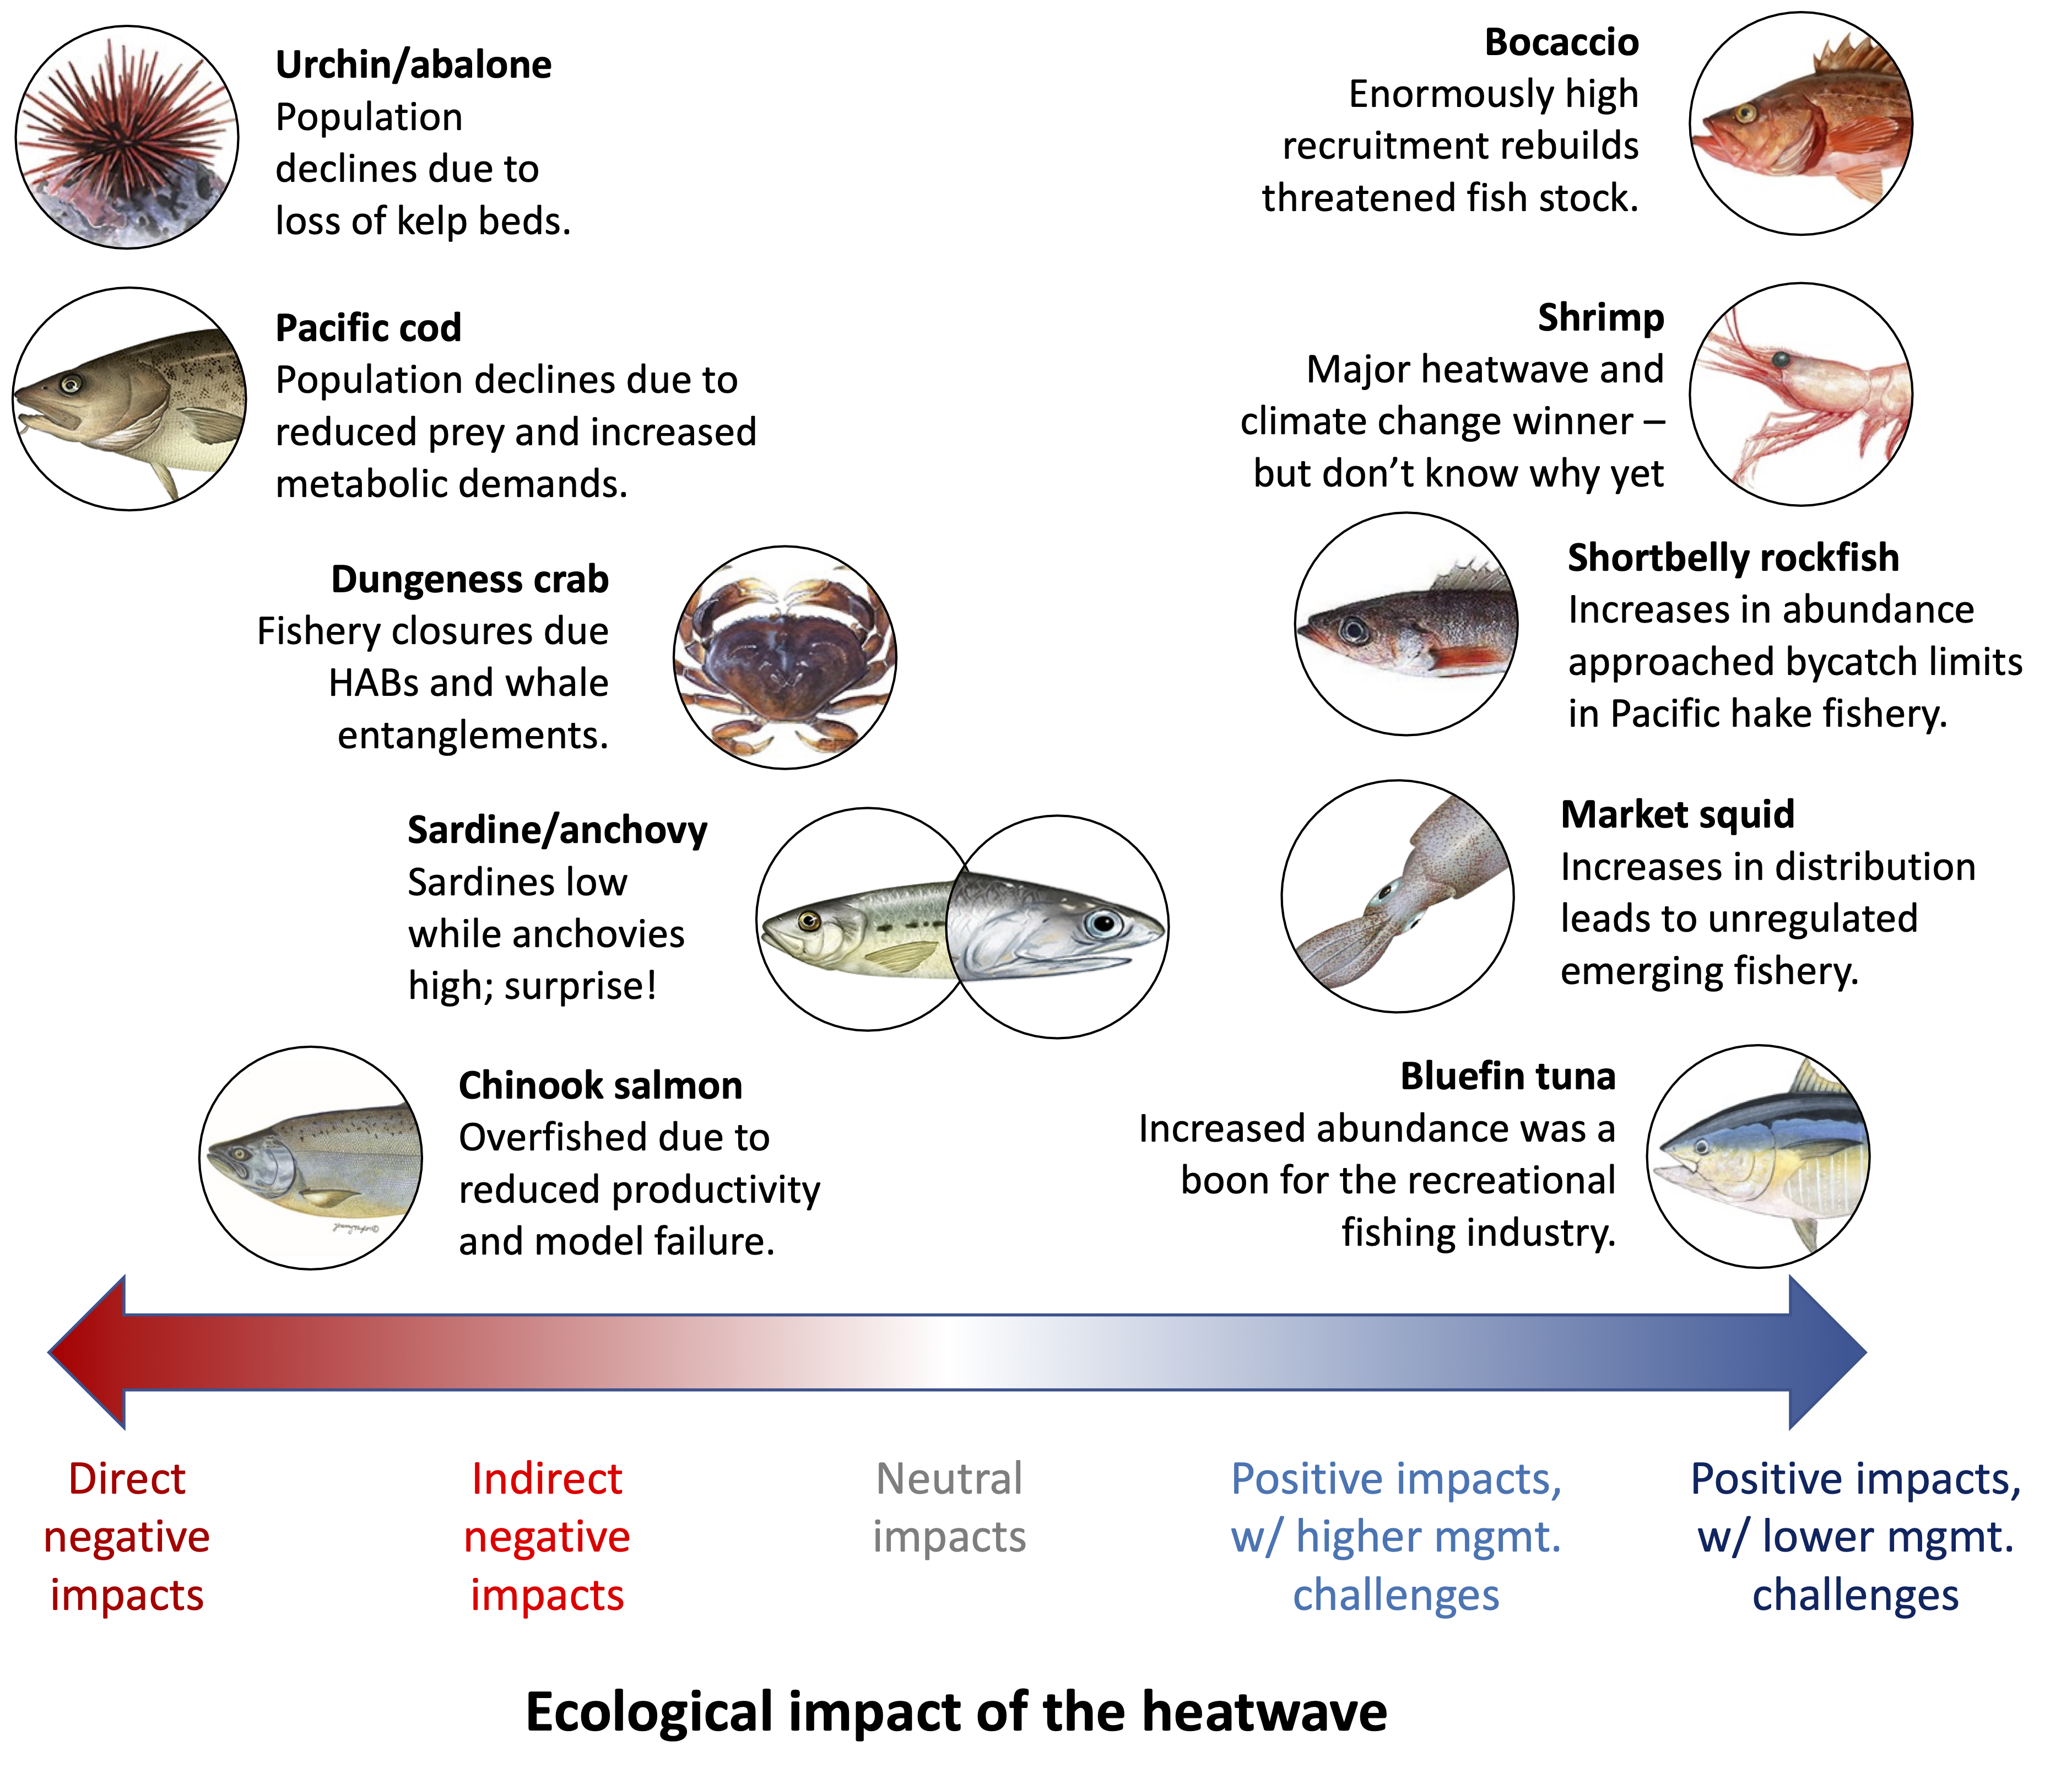 Urchin/abalone
Population
declines due to
loss of kelp beds.
Bocaccio
Enormously high
recruitment rebuilds
threatened fish stock.
Pacific cod
Population declines due to
reduced prey and increased
metabolic demands.
Shrimp
Major heatwave and
climate change winner –
but don’t know why yet
Dungeness crab
Fishery closures due
HABs and whale
entanglements.
Shortbelly rockfish
Increases in abundance
approached bycatch limits
in Pacific hake fishery.
Sardine/anchovy
Sardines low
while anchovies
high; surprise!
Market squid
Increases in distribution
leads to unregulated
emerging fishery.
Chinook salmon
Overfished due to
reduced productivity
and model failure.
Bluefin tuna
Increased abundance was a
boon for the recreational
fishing industry.
Direct
negative
impacts
Indirect
negative
impacts
Neutral
impacts
Positive impacts,
w/ higher mgmt.
challenges
Positive impacts,
w/ lower mgmt.
challenges
Ecological impact of the heatwave